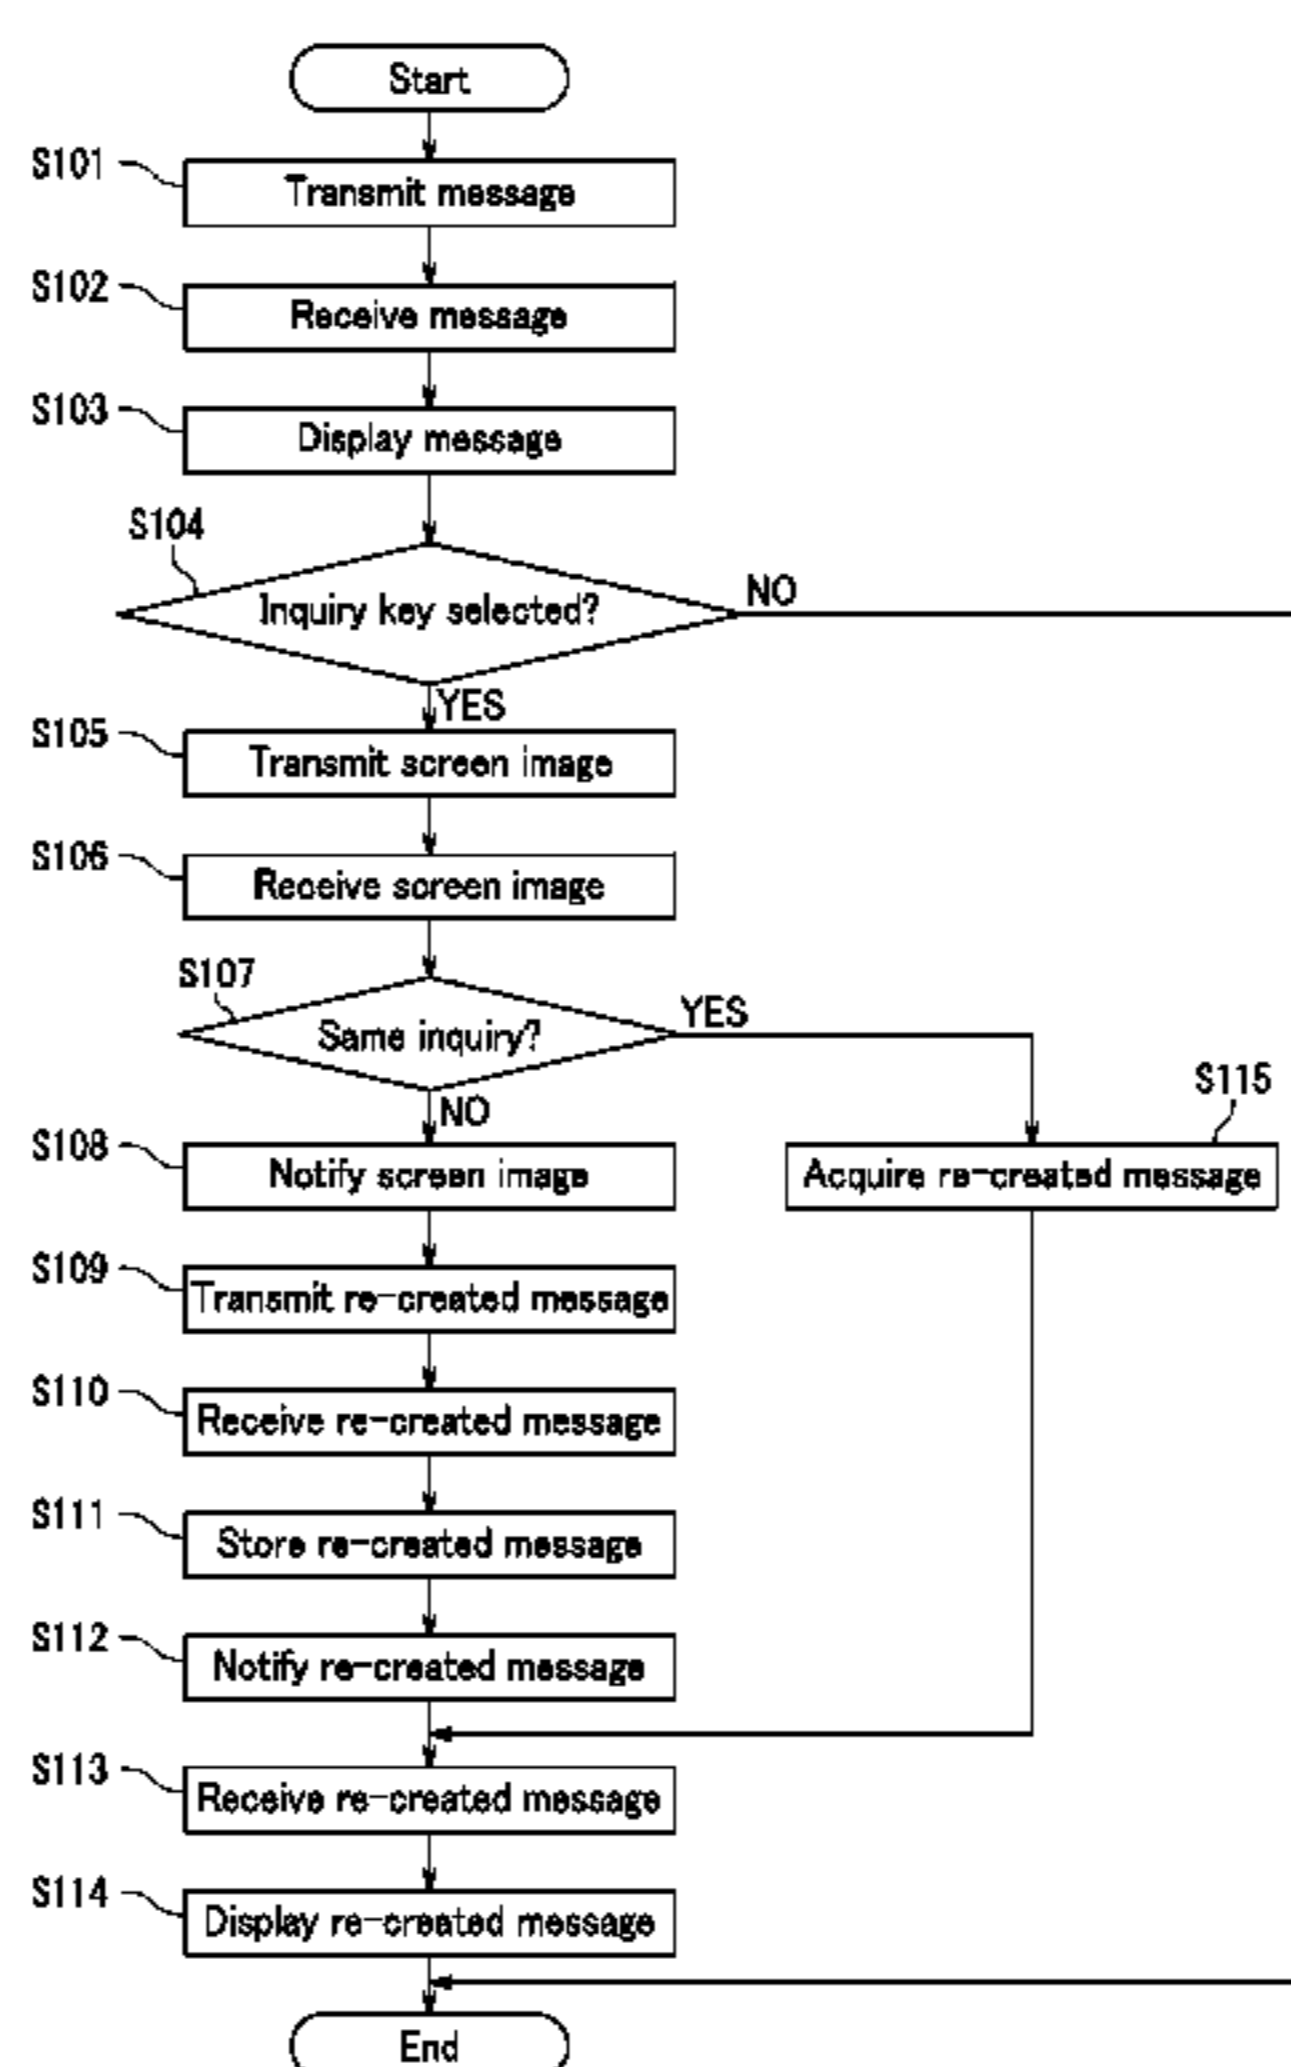 Start
S101
Transmit message
S102
Receive message
S103
Display message
S104
Inquiry key selected?
NO
YES
S105
Transmit screen image
S106
Receive screen image
S107
Same inquiry?
YES
NO
S115
S108
Notify screen image
Acquire re-created message
S109
Transmit re-created message
S110
Receive re-created message
S111
Store re-created message
S112
Notify re-created message
S113
Receive re-created message
S114
Display re-created message
End